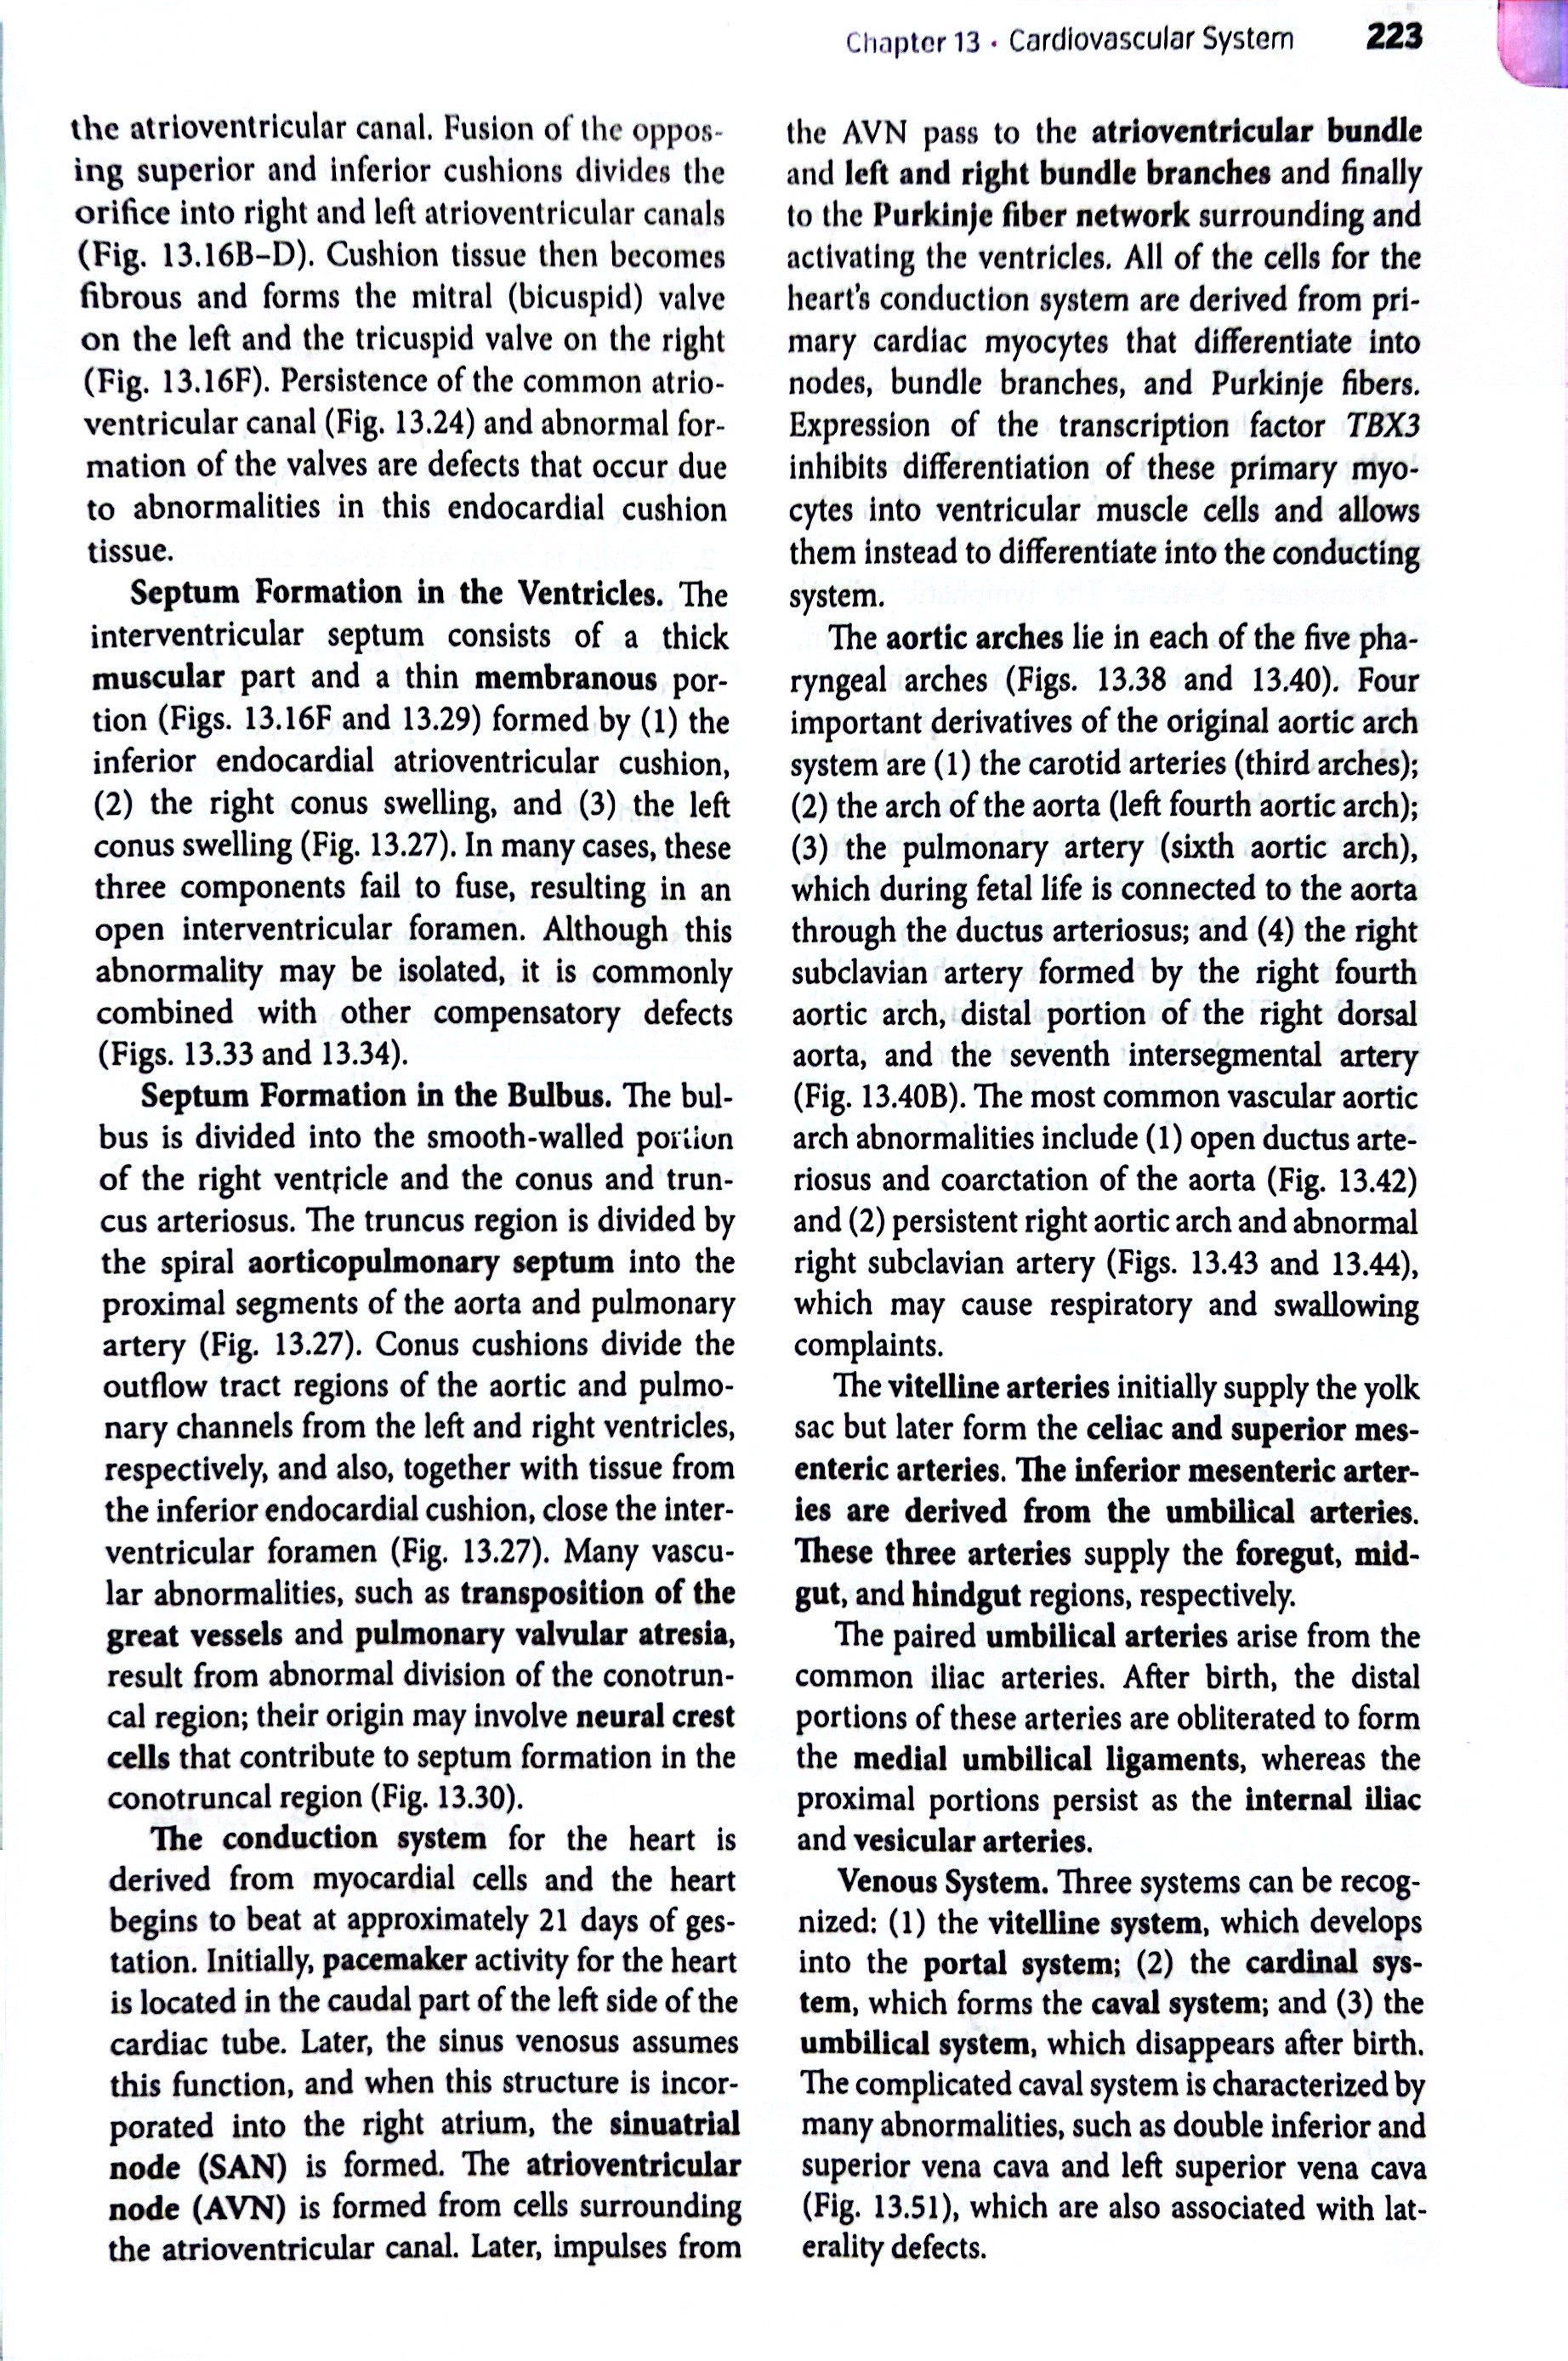 Chapter 13 • Cardiovascular System 223
the atrioventricular canal. Fusion of the oppos-
ing superior and inferior cushions divides the
orifice into right and left atrioventricular canals
(Fig. 13.16B–D). Cushion tissue then becomes
fibrous and forms the mitral (bicuspid) valve
on the left and the tricuspid valve on the right
(Fig. 13.16F). Persistence of the common atrio-
ventricular canal (Fig. 13.24) and abnormal for-
mation of the valves are defects that occur due
to abnormalities in this endocardial cushion
tissue.
Septum Formation in the Ventricles. The
interventricular septum consists of a thick
muscular part and a thin membranous por-
tion (Figs. 13.16F and 13.29) formed by (1) the
inferior endocardial atrioventricular cushion,
(2) the right conus swelling, and (3) the left
conus swelling (Fig. 13.27). In many cases, these
three components fail to fuse, resulting in an
open interventricular foramen. Although this
abnormality may be isolated, it is commonly
combined with other compensatory defects
(Figs. 13.33 and 13.34).
Septum Formation in the Bulbus. The bul-
bus is divided into the smooth-walled portion
of the right ventricle and the conus and trun-
cus arteriosus. The truncus region is divided by
the spiral aorticopulmonary septum into the
proximal segments of the aorta and pulmonary
artery (Fig. 13.27). Conus cushions divide the
outflow tract regions of the aortic and pulmo-
nary channels from the left and right ventricles,
respectively, and also, together with tissue from
the inferior endocardial cushion, close the inter-
ventricular foramen (Fig. 13.27). Many vascu-
lar abnormalities, such as transposition of the
great vessels and pulmonary valvular atresia,
result from abnormal division of the conotrun-
cal region; their origin may involve neural crest
cells that contribute to septum formation in the
conotruncal region (Fig. 13.30).
The conduction system for the heart is
derived from myocardial cells and the heart
begins to beat at approximately 21 days of ges-
tation. Initially, pacemaker activity for the heart
is located in the caudal part of the left side of the
cardiac tube. Later, the sinus venosus assumes
this function, and when this structure is incor-
porated into the right atrium, the sinuatrial
node (SAN) is formed. The atrioventricular
node (AVN) is formed from cells surrounding
the atrioventricular canal. Later, impulses from
the AVN pass to the atrioventricular bundle
and left and right bundle branches and finally
to the Purkinje fiber network surrounding and
activating the ventricles. All of the cells for the
heart's conduction system are derived from pri-
mary cardiac myocytes that differentiate into
nodes, bundle branches, and Purkinje fibers.
Expression of the transcription factor TBX3
inhibits differentiation of these primary myo-
cytes into ventricular muscle cells and allows
them instead to differentiate into the conducting
system.
The aortic arches lie in each of the five pha-
ryngeal arches (Figs. 13.38 and 13.40). Four
important derivatives of the original aortic arch
system are (1) the carotid arteries (third arches);
(2) the arch of the aorta (left fourth aortic arch);
(3) the pulmonary artery (sixth aortic arch),
which during fetal life is connected to the aorta
through the ductus arteriosus; and (4) the right
subclavian artery formed by the right fourth
aortic arch, distal portion of the right dorsal
aorta, and the seventh intersegmental artery
(Fig. 13.40B). The most common vascular aortic
arch abnormalities include (1) open ductus arte-
riosus and coarctation of the aorta (Fig. 13.42)
and (2) persistent right aortic arch and abnormal
right subclavian artery (Figs. 13.43 and 13.44),
which may cause respiratory and swallowing
complaints.
The vitelline arteries initially supply the yolk
sac but later form the celiac and superior mes-
enteric arteries. The inferior mesenteric arter-
ies are derived from the umbilical arteries.
These three arteries supply the foregut, mid-
gut, and hindgut regions, respectively.
The paired umbilical arteries arise from the
common iliac arteries. After birth, the distal
portions of these arteries are obliterated to form
the medial umbilical ligaments, whereas the
proximal portions persist as the internal iliac
and vesicular arteries.
Venous System. Three systems can be recog-
nized: (1) the vitelline system, which develops
into the portal system; (2) the cardinal sys-
tem, which forms the caval system; and (3) the
umbilical system, which disappears after birth.
The complicated caval system is characterized by
many abnormalities, such as double inferior and
superior vena cava and left superior vena cava
(Fig. 13.51), which are also associated with lat-
erality defects.